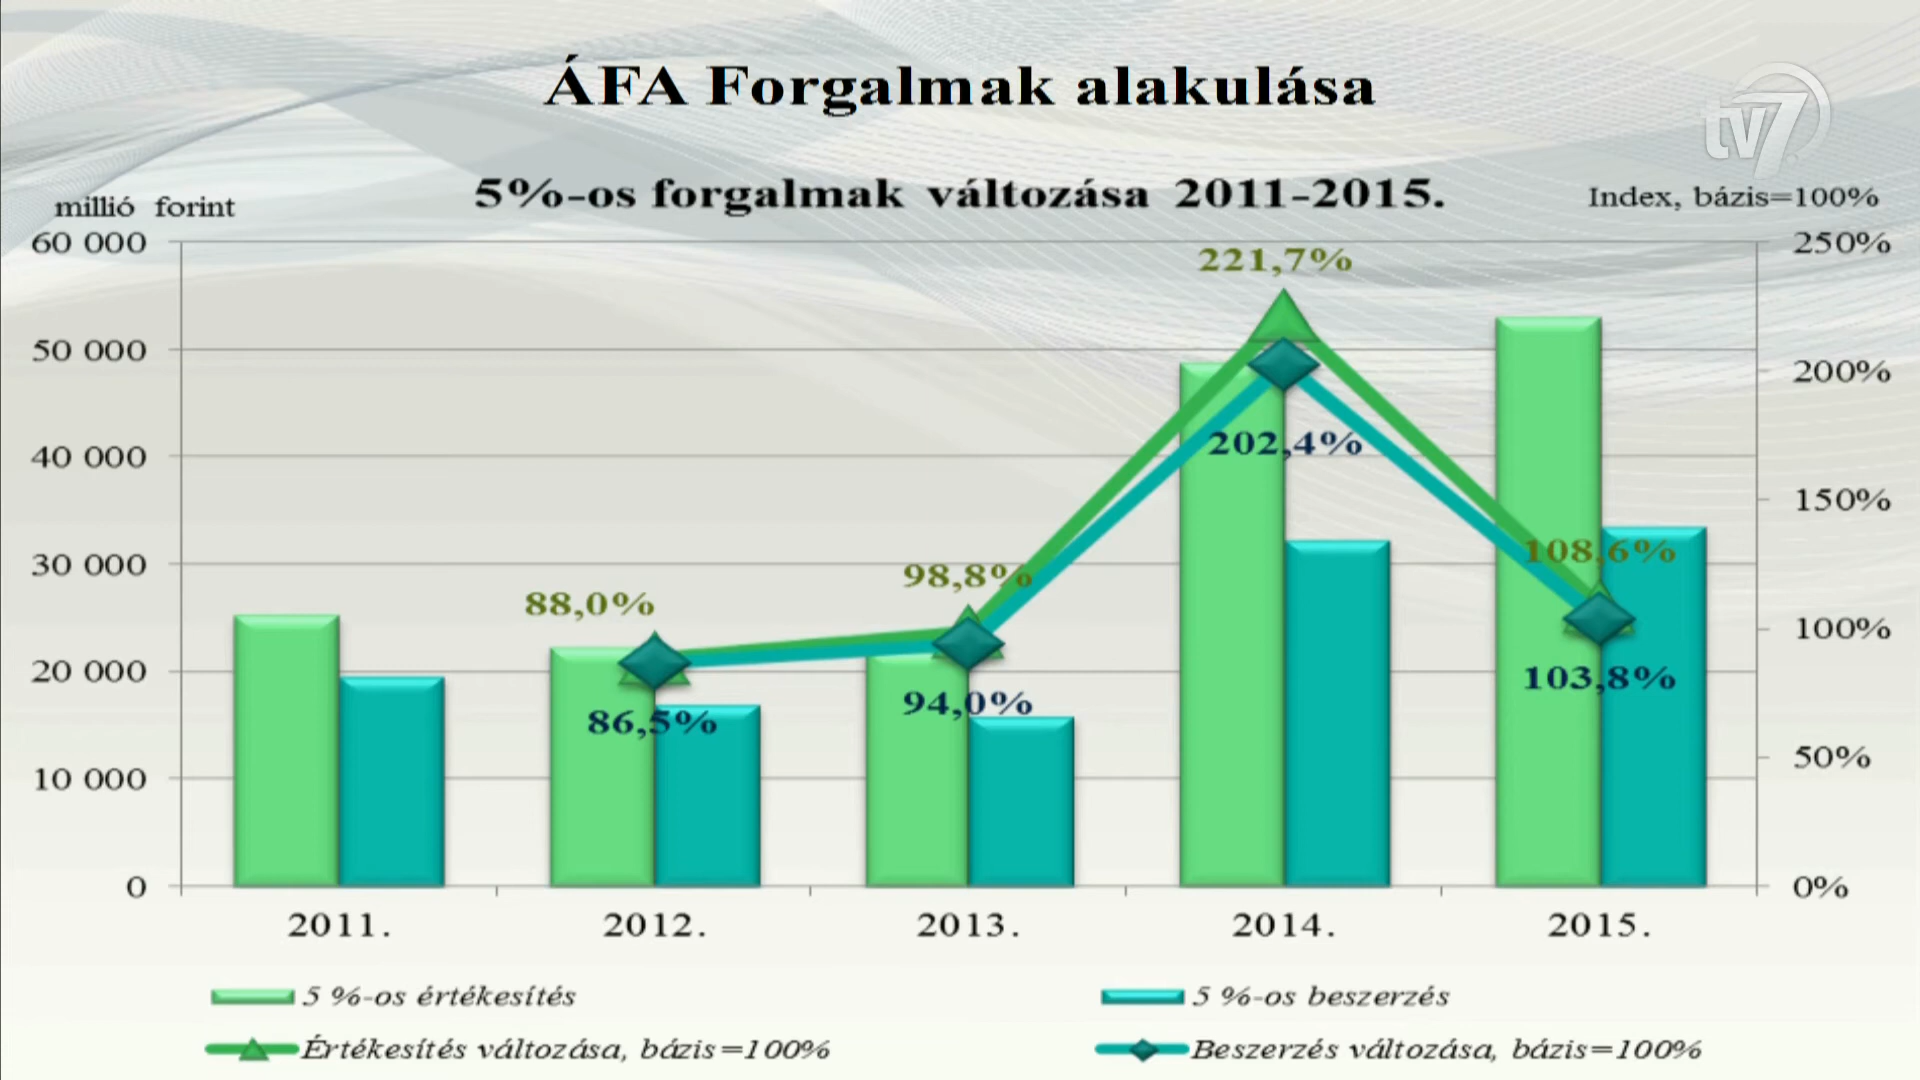 ÁFA Forgalmak alakulása
tv7
millió forint
5%-os forgalmak változása 2011-2015.
Index, bázis=100%
60 000
50 000
40 000
30 000
20 000
10 000
0
250%
200%
150%
100%
50%
0%
221,7%
202,4%
108,6%
98,8%
88,0%
103,8%
94,0%
86,5%
2011. 2012. 2013. 2014. 2015.
5 %-os értékesítés
5 %-os beszerzés
Értékesítés változása, bázis=100%
Beszerzés változása, bázis=100%